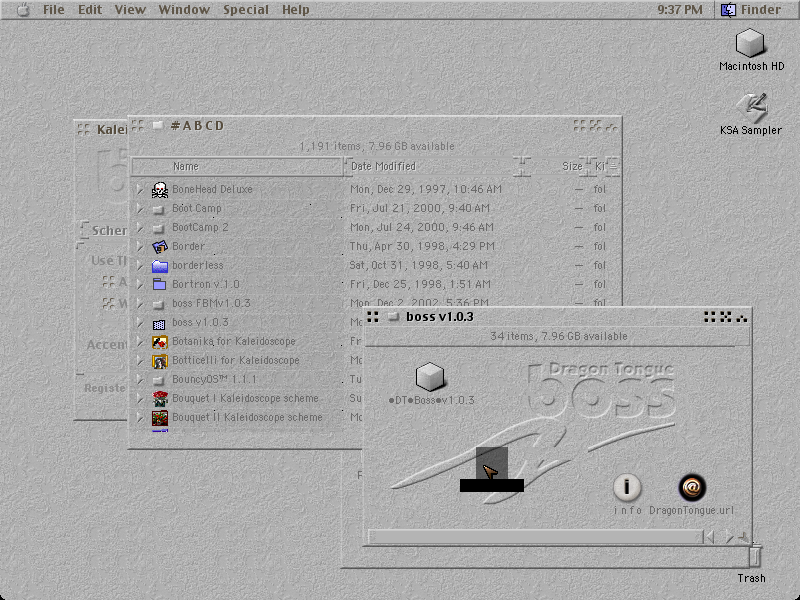 File Edit View Window Special Help 9:37 PM Finder
Macintosh HD
KSA Sampler
Kalei
#ABCD
1,191 items, 7.96 GB available
Name Date Modified Size Ki
BoneHead Deluxe Mon, Dec 29, 1997, 10:46 AM — fol
Boot Camp Fri, Jul 21, 2000, 9:40 AM — fol
BootCamp 2 Mon, Jul 24, 2000, 9:46 AM — fol
Border Thu, Apr 30, 1998, 4:29 PM — fol
borderless Sat, Oct 31, 1998, 5:40 AM — fol
Bortron v.1.0 Fri, Dec 25, 1998, 1:51 AM — fol
boss FBMv1.0.3 Mon, Dec 2, 2002, 5:36 PM — fol
boss v1.0.3 Mo
Botanika for Kaleidoscope Fr
Botticelli for Kaleidoscope Mo
BouncyOS™ 1.1.1 Tu
Bouquet I Kaleidoscope scheme Su
Bouquet II Kaleidoscope scheme Mo
Schem
Use T
A
W
Accen
Registe
boss v1.0.3
34 items, 7.96 GB available
Dragon Tongue
boss
•DT•Boss•v1.0.3
info
DragonTongue.url
Trash